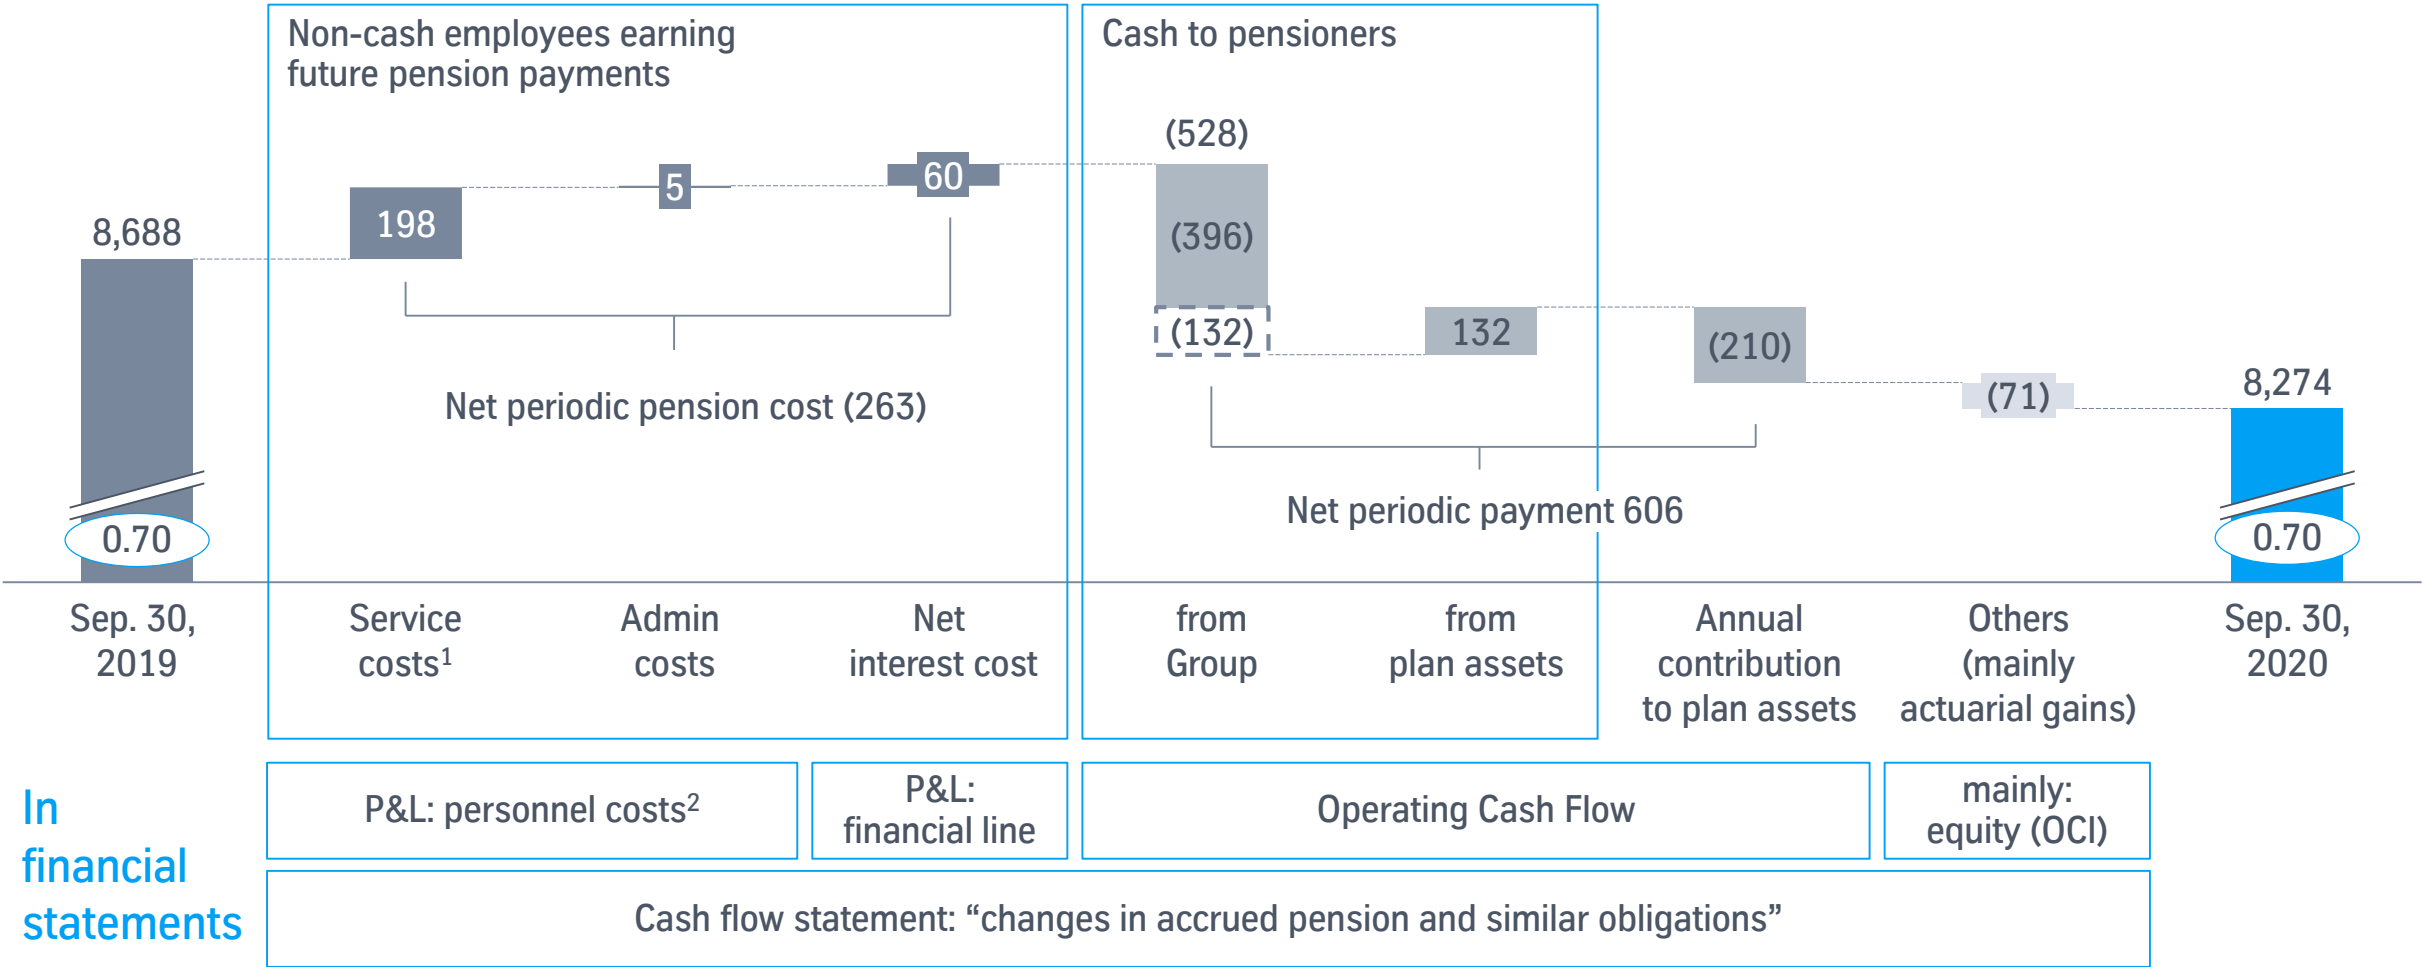 Non-cash employees earning
future pension payments
Cash to pensioners
8,688
198
5
60
(528)
(396)
(132)
132
(210)
(71)
8,274
Net periodic pension cost (263)
Net periodic payment 606
0.70
0.70
Sep. 30,
2019
Service
costs¹
Admin
costs
Net
interest cost
from
Group
from
plan assets
Annual
contribution
to plan assets
Others
(mainly
actuarial gains)
Sep. 30,
2020
In
financial
statements
P&L: personnel costs²
P&L:
financial line
Operating Cash Flow
mainly:
equity (OCI)
Cash flow statement: “changes in accrued pension and similar obligations”